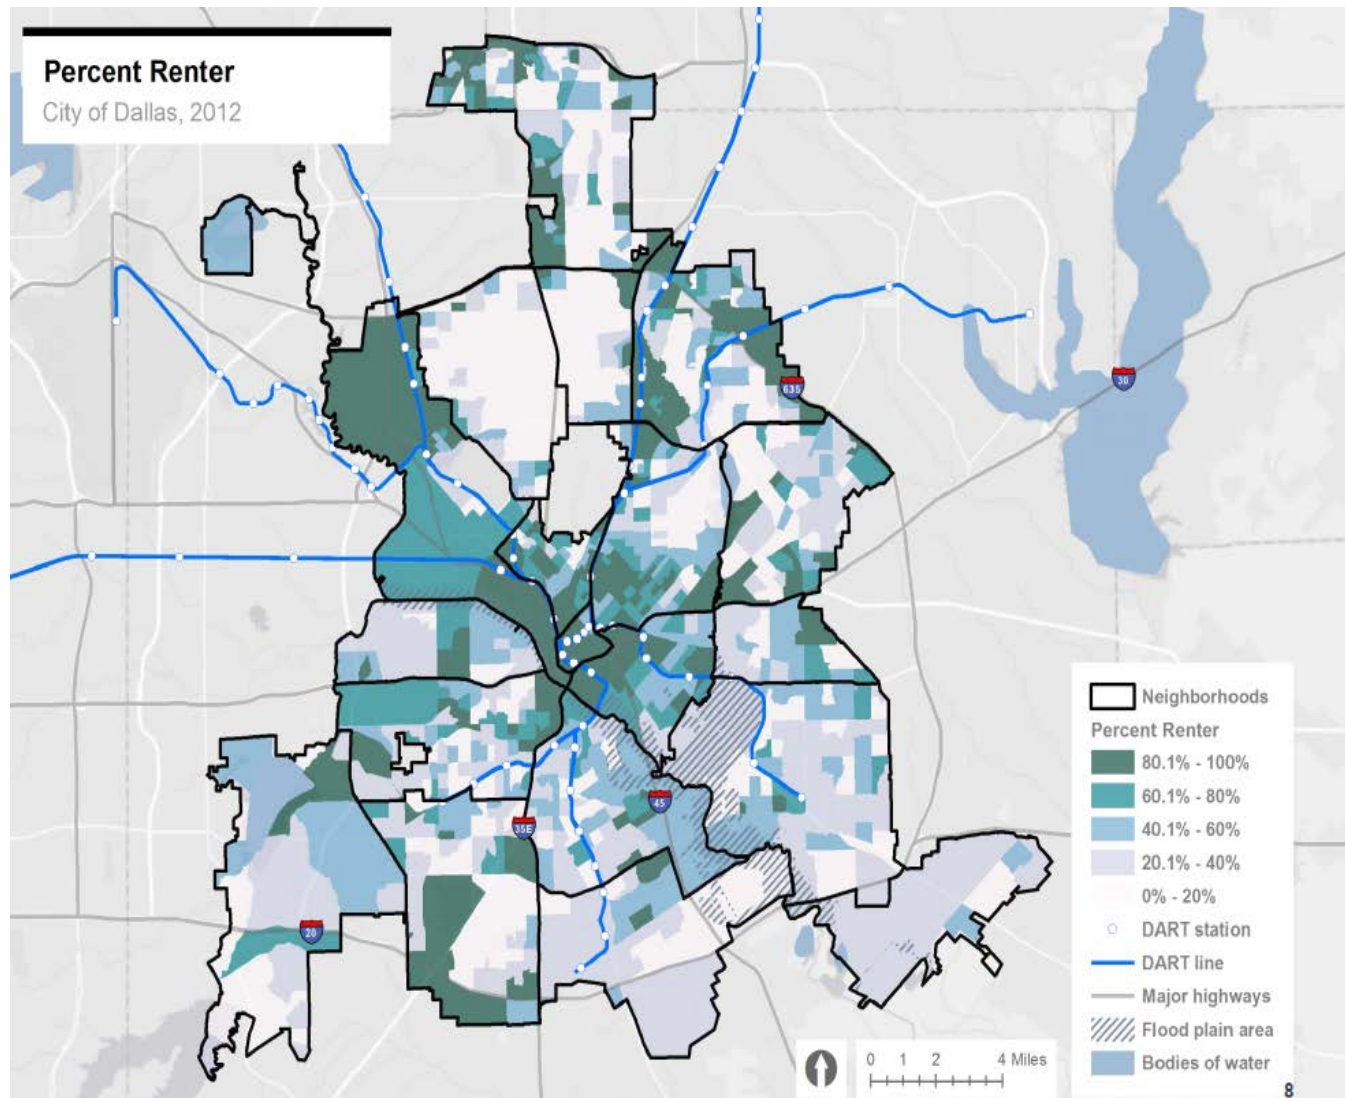 Percent Renter
City of Dallas, 2012
635
30
45
35E
20
Neighborhoods
Percent Renter
80.1% - 100%
60.1% - 80%
40.1% - 60%
20.1% - 40%
0% - 20%
DART station
DART line
Major highways
Flood plain area
Bodies of water
0 1 2 4 Miles
8